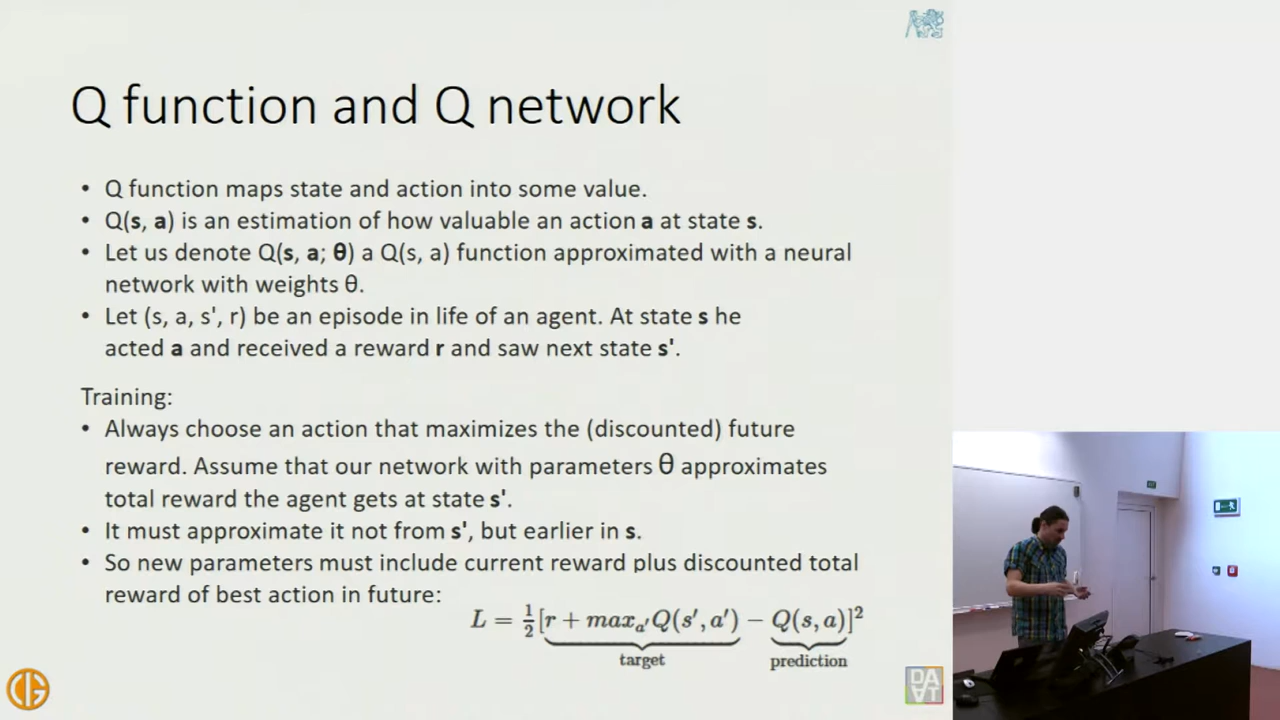 Q function and Q network
• Q function maps state and action into some value.
• Q(s, a) is an estimation of how valuable an action a at state s.
• Let us denote Q(s, a; θ) a Q(s, a) function approximated with a neural
network with weights θ.
• Let (s, a, s', r) be an episode in life of an agent. At state s he
acted a and received a reward r and saw next state s'.
Training:
• Always choose an action that maximizes the (discounted) future
reward. Assume that our network with parameters θ approximates
total reward the agent gets at state s'.
• It must approximate it not from s', but earlier in s.
• So new parameters must include current reward plus discounted total
reward of best action in future:
L = ½[r + maxₐ′Q(s′, a′) − Q(s, a)]²
target prediction
DAAT